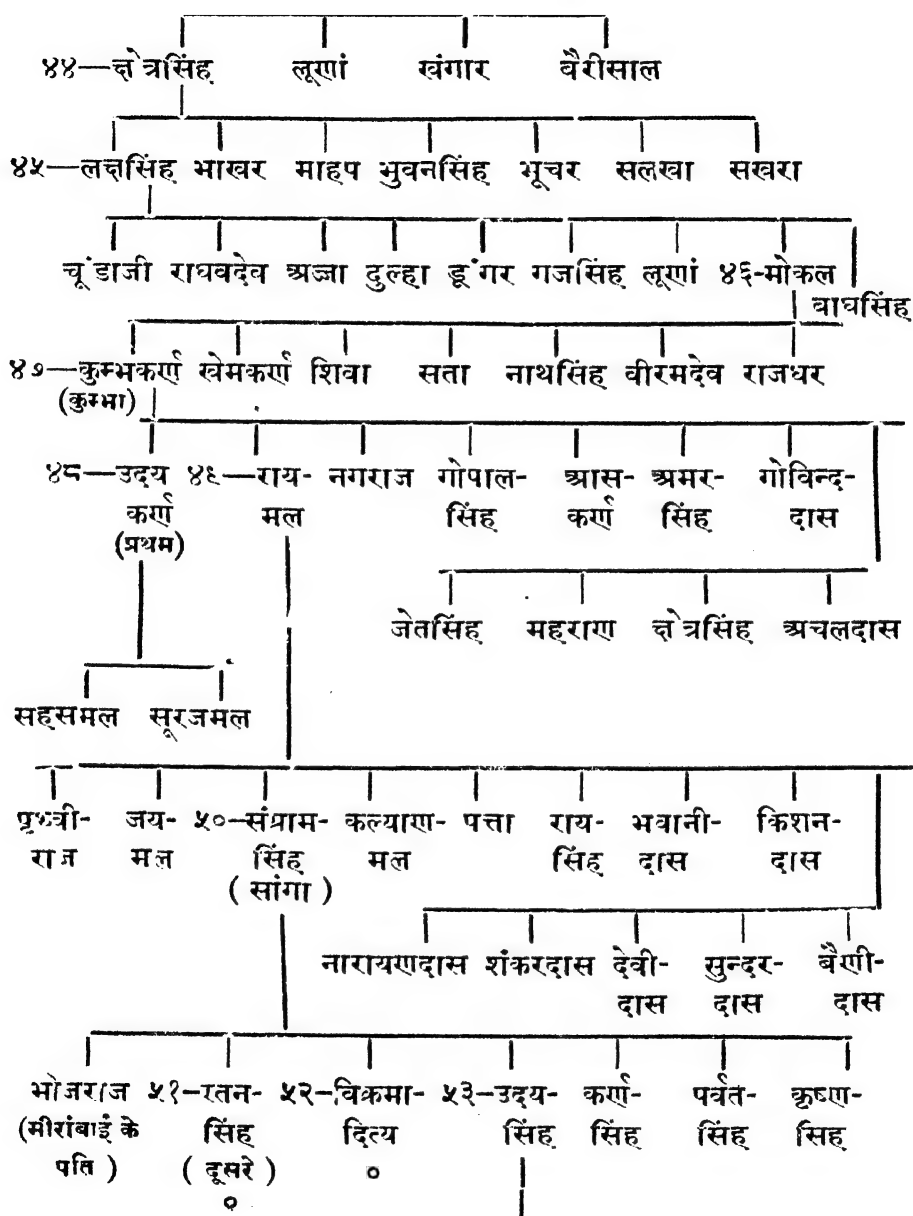 ४४—क्षेत्रसिंह लूणां खंगार बैरीसाल
४५—लक्षसिंह भाखर माहप भुवनसिंह भूचर सलखा सखरा
चूंडाजी राघवदेव अज्जा दुल्हा डूंगर गजसिंह लूणां ४६-मोकल
बाघसिंह
४७—कुम्भकर्ण खेमकर्ण शिवा सता नाथसिंह वीरमदेव राजधर
(कुम्भा)
४८—उदय ४९—राय- नगराज गोपाल- आस- अमर- गोविन्द-
कर्ण मल सिंह कर्ण सिंह दास
(प्रथम)
जेतसिंह महराण क्षेत्रसिंह अचलदास
सहसमल सूरजमल
पृथ्वी- जय- ५०—संग्राम- कल्याण- पत्ता राय- भवानी- किशन-
राज मल सिंह मल सिंह दास दास
( सांगा )
नारायणदास शंकरदास देवी- सुन्दर- बैणी-
दास दास दास
भोजराज ५१—रतन- ५२—विक्रमा- ५३—उदय- कर्ण- पर्वत- कृष्ण-
(मीरांबाई के सिंह दित्य सिंह सिंह सिंह सिंह
पति ) ( दूसरे ) ०
०